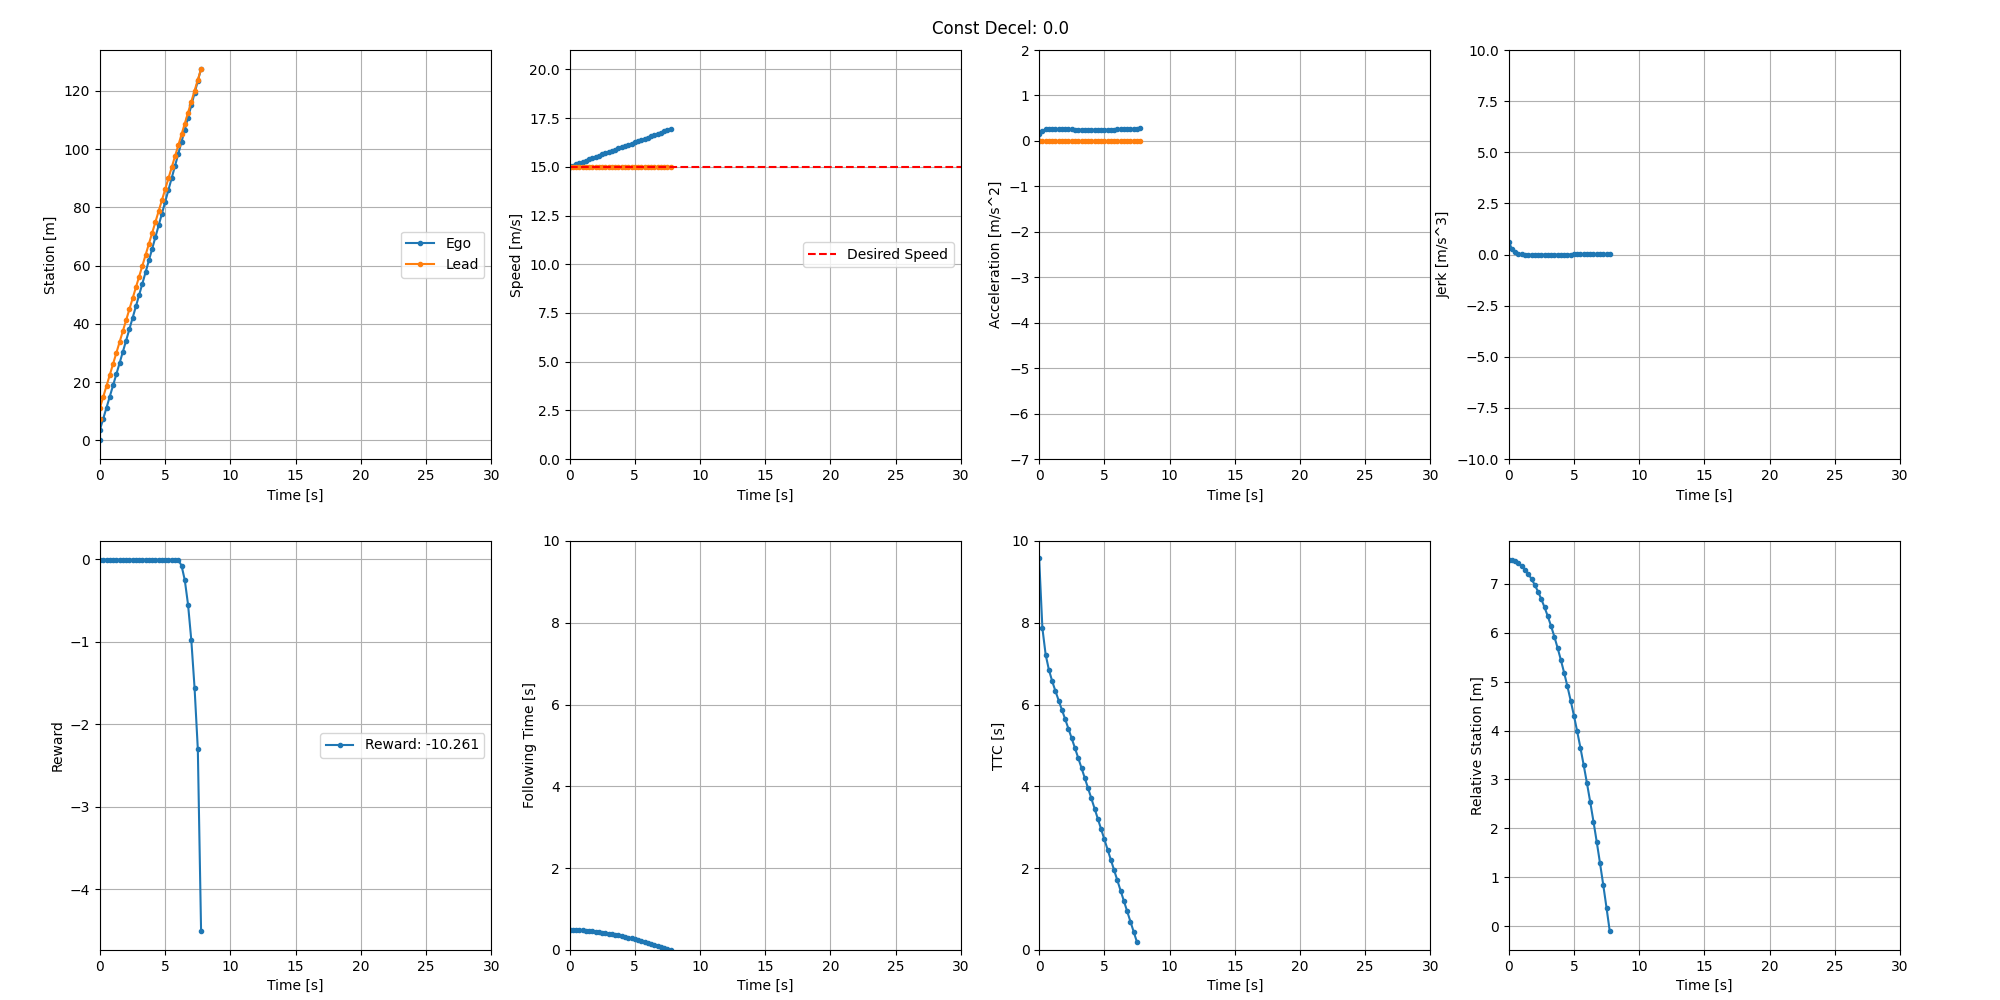 Const Decel: 0.0
Station [m]
120
100
80
60
40
20
0
0 5 10 15 20 25 30
Time [s]
Ego
Lead
Speed [m/s]
20.0
17.5
15.0
12.5
10.0
7.5
5.0
2.5
0.0
0 5 10 15 20 25 30
Time [s]
Desired Speed
Acceleration [m/s^2]
2
1
0
−1
−2
−3
−4
−5
−6
−7
0 5 10 15 20 25 30
Time [s]
Jerk [m/s^3]
10.0
7.5
5.0
2.5
0.0
−2.5
−5.0
−7.5
−10.0
0 5 10 15 20 25 30
Time [s]
Reward
0
−1
−2
−3
−4
0 5 10 15 20 25 30
Time [s]
Reward: -10.261
Following Time [s]
10
8
6
4
2
0
0 5 10 15 20 25 30
Time [s]
TTC [s]
10
8
6
4
2
0
0 5 10 15 20 25 30
Time [s]
Relative Station [m]
7
6
5
4
3
2
1
0
0 5 10 15 20 25 30
Time [s]